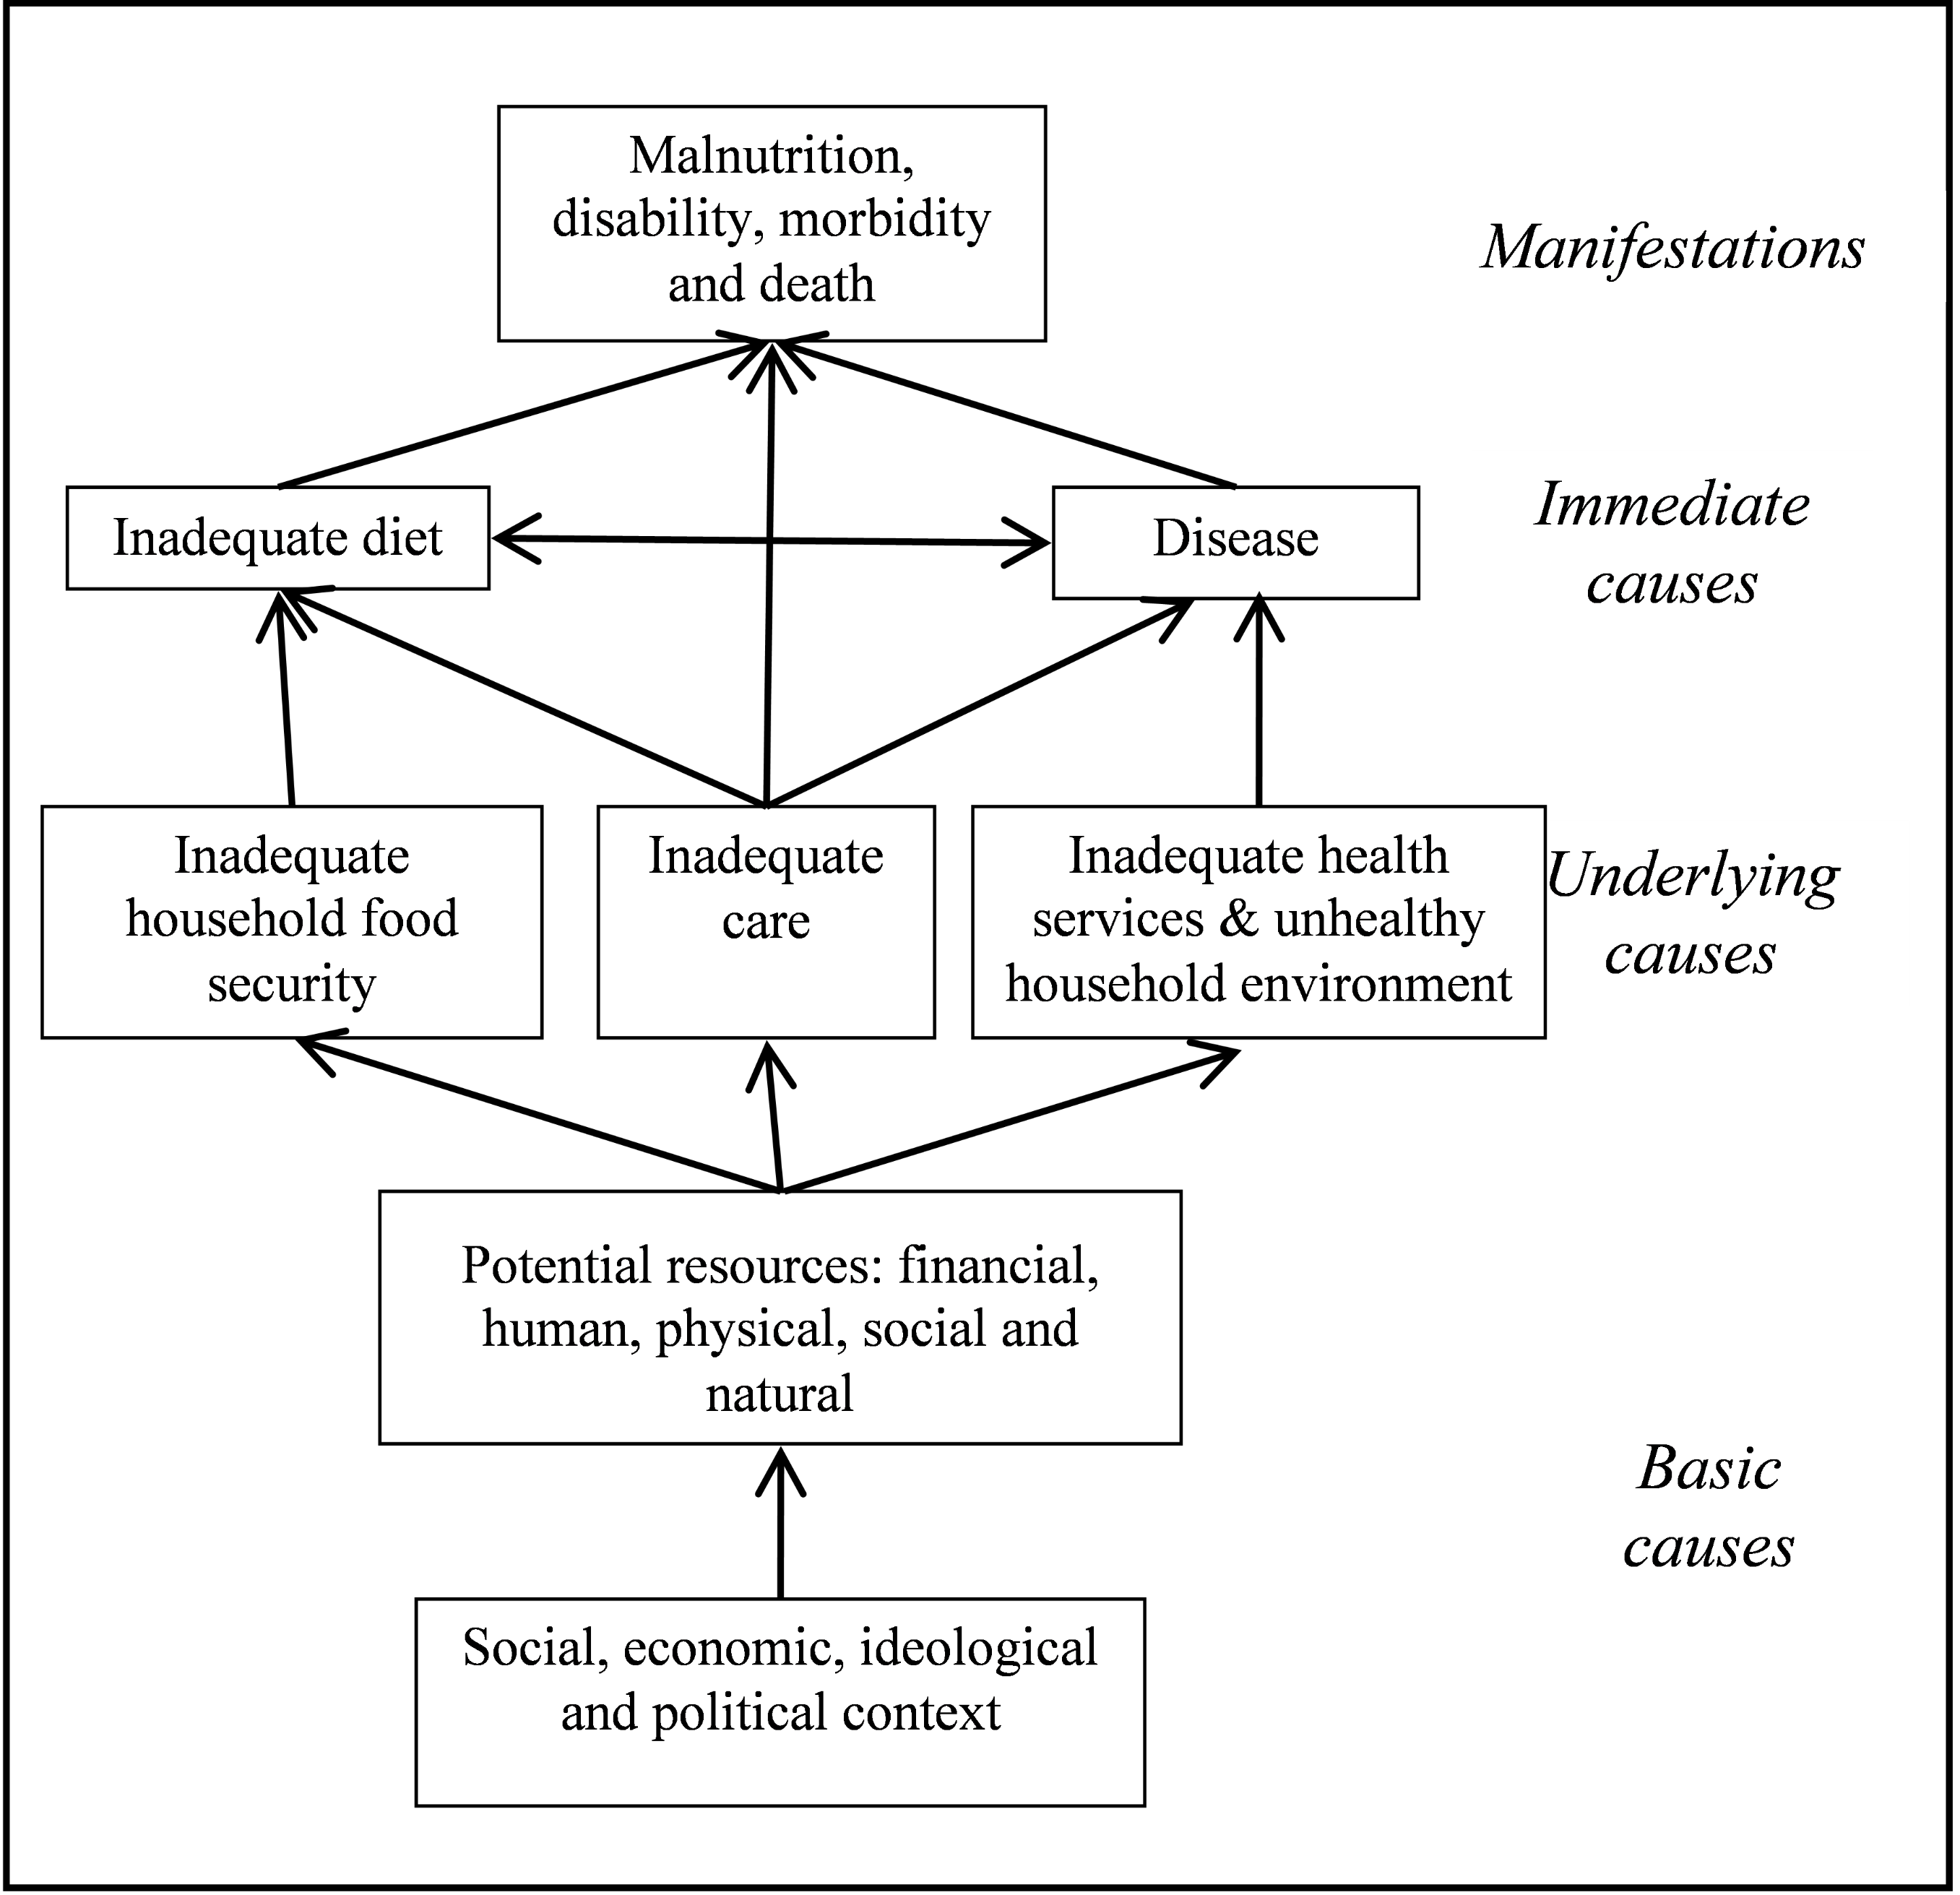 Malnutrition,
disability, morbidity
and death
Manifestations
Inadequate diet
Disease
Immediate
causes
Inadequate
household food
security
Inadequate
care
Inadequate health
services & unhealthy
household environment
Underlying
causes
Potential resources: financial,
human, physical, social and
natural
Basic
causes
Social, economic, ideological
and political context